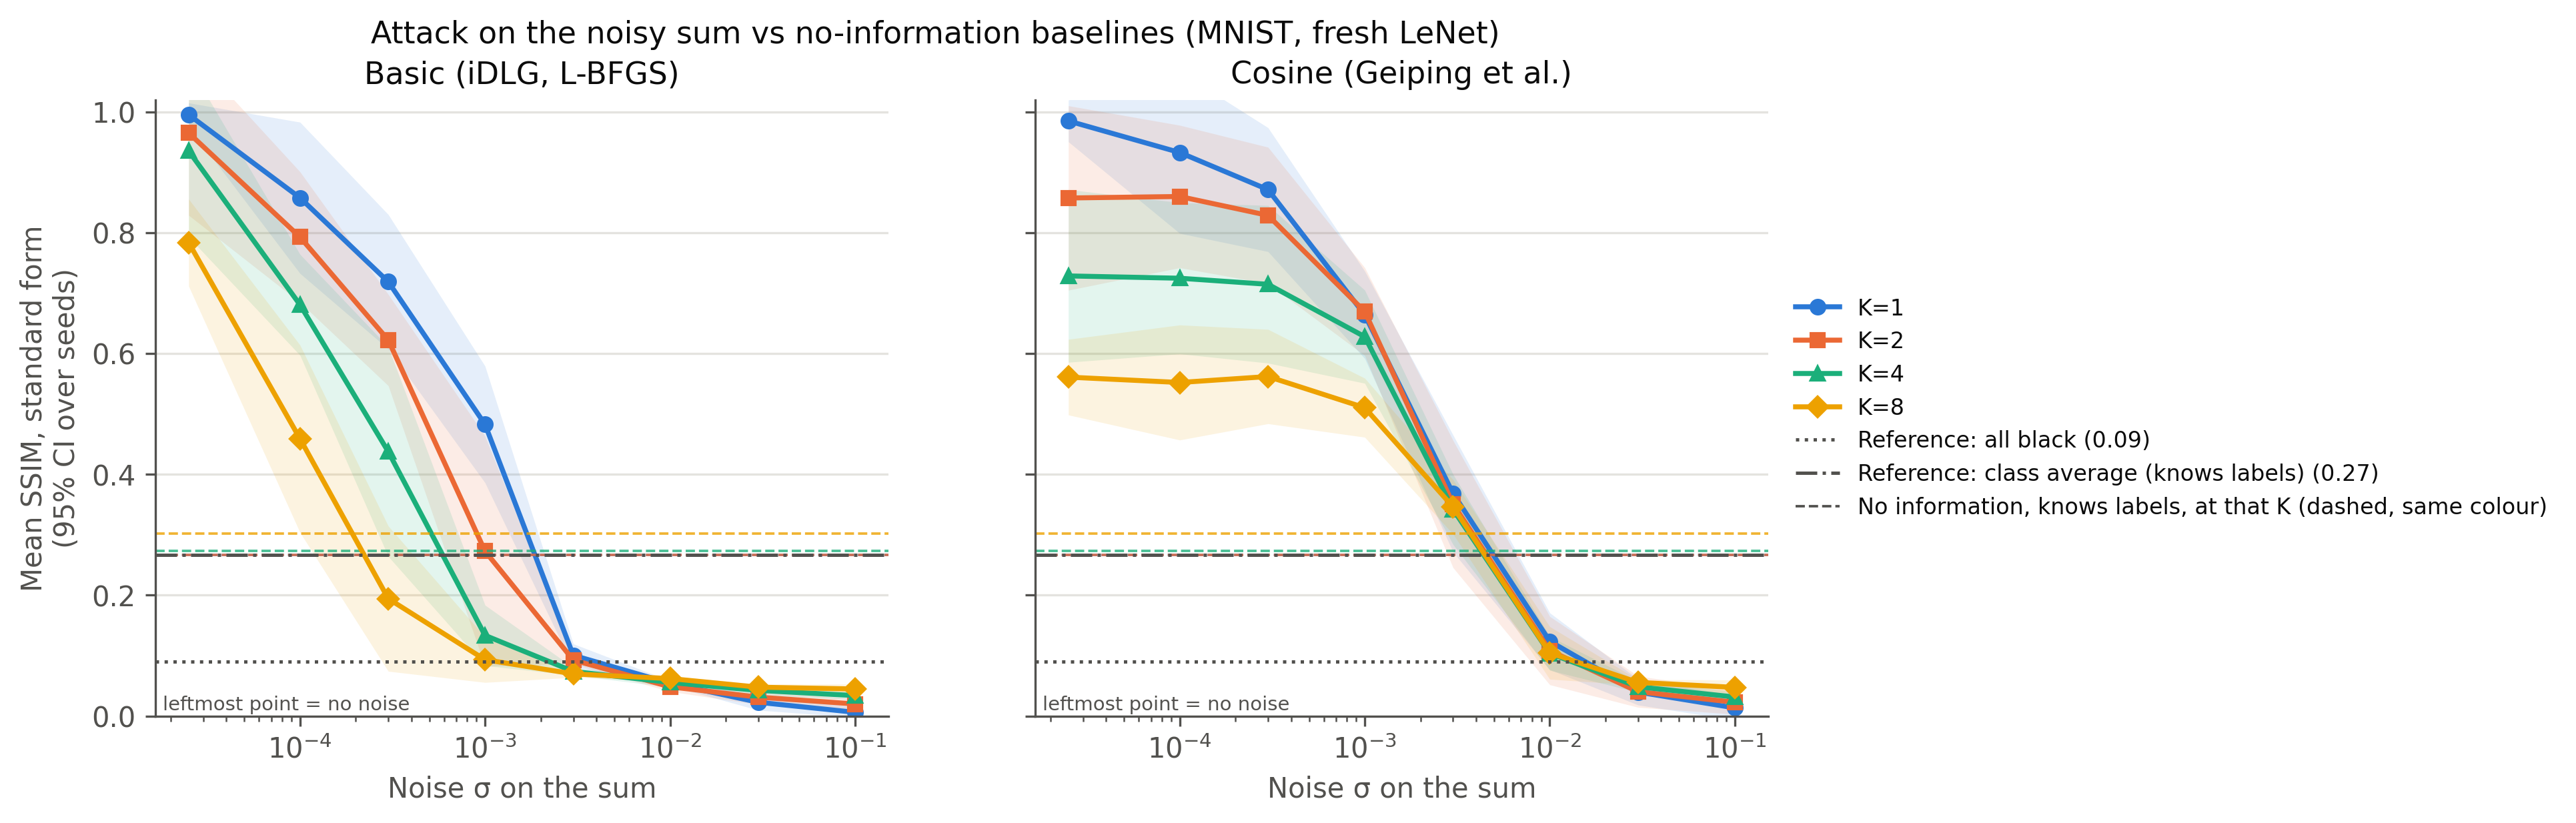 Attack on the noisy sum vs no-information baselines (MNIST, fresh LeNet)
Basic (iDLG, L-BFGS)
Cosine (Geiping et al.)
Mean SSIM, standard form
(95% CI over seeds)
1.0
0.8
0.6
0.4
0.2
0.0
leftmost point = no noise
leftmost point = no noise
10⁻⁴
10⁻³
10⁻²
10⁻¹
10⁻⁴
10⁻³
10⁻²
10⁻¹
Noise σ on the sum
Noise σ on the sum
K=1
K=2
K=4
K=8
Reference: all black (0.09)
Reference: class average (knows labels) (0.27)
No information, knows labels, at that K (dashed, same colour)